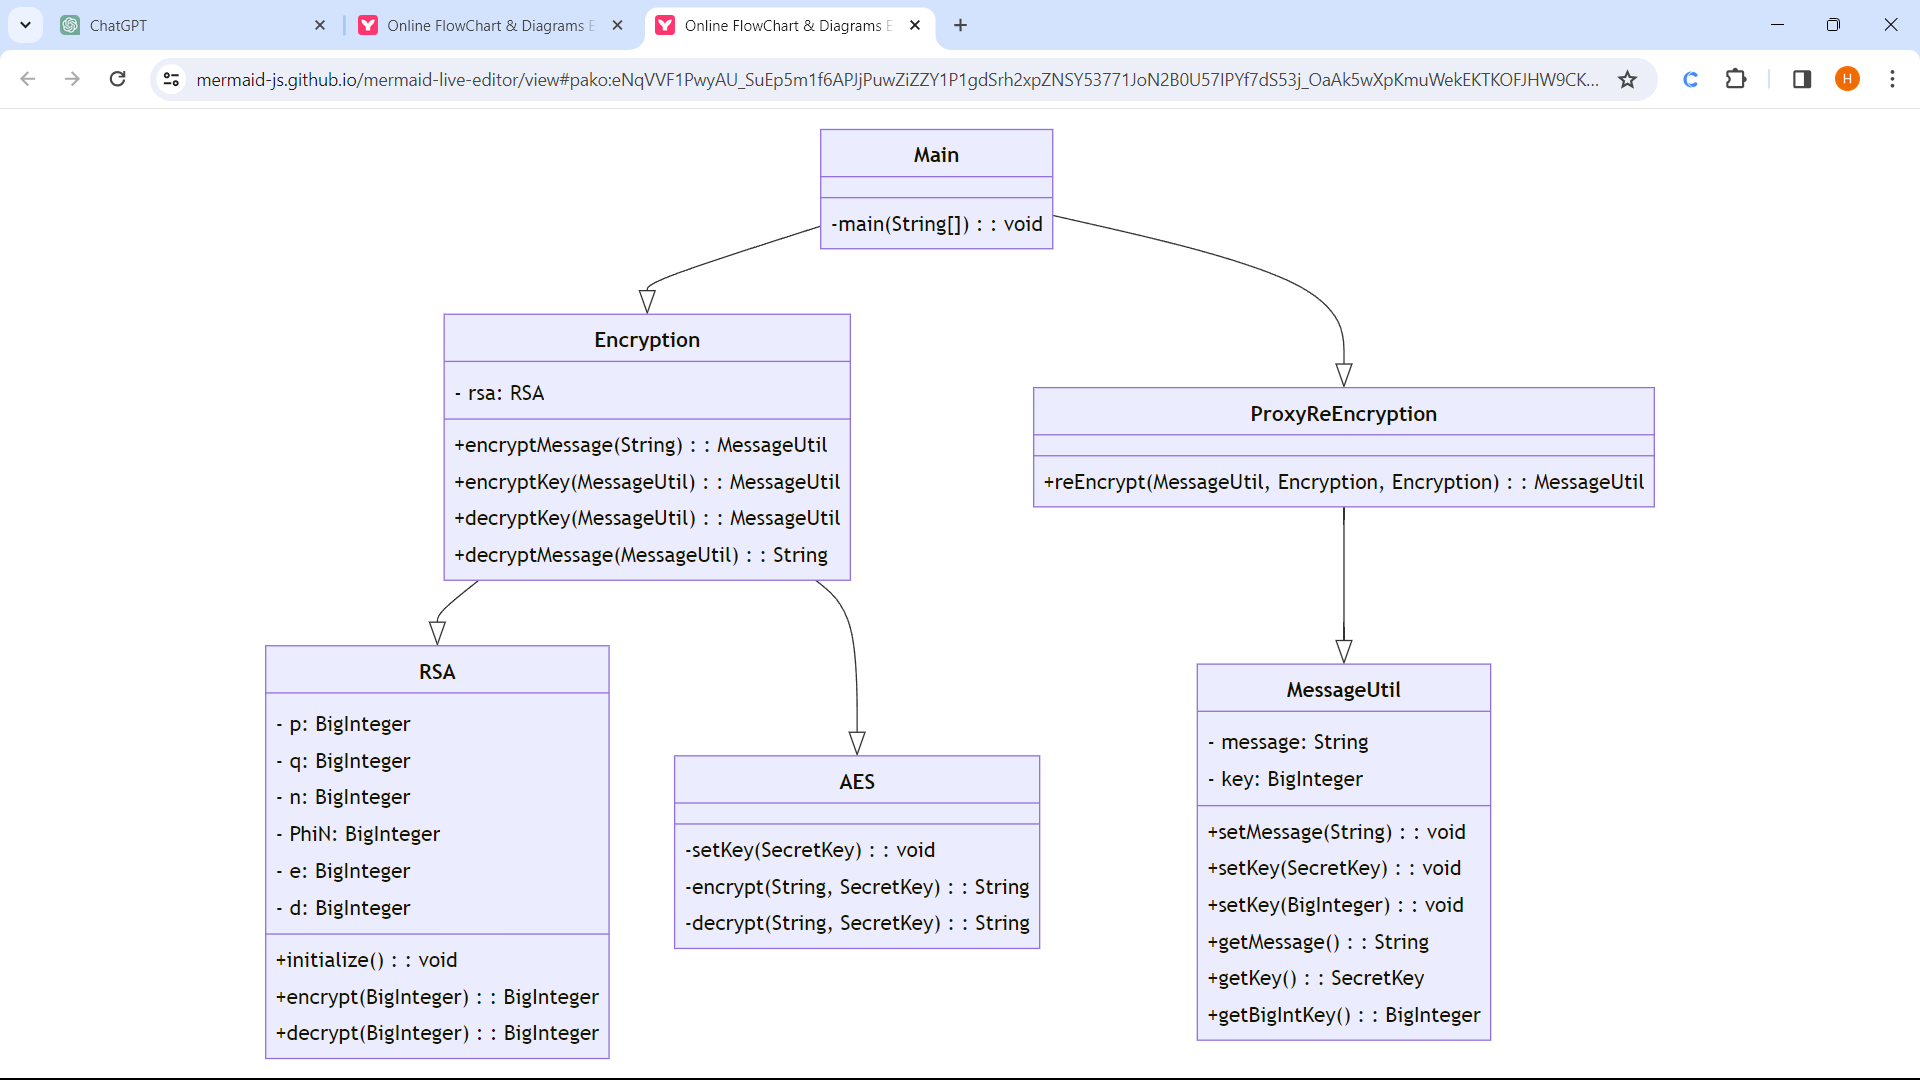 ChatGPT
Online FlowChart & Diagrams E
Online FlowChart & Diagrams E
mermaid-js.github.io/mermaid-live-editor/view#pako:eNqVVF1PwyAU_SuEp5m1f6APJjPuwZiZZY1P1gdSrh2xpZNSY53771JoN2B0U57IPYf7dS53j_OaAk5wXpKmuWekEKTKOFJHHW9CK...
C
H
Main
-main(String[]) : : void
Encryption
- rsa: RSA
+encryptMessage(String) : : MessageUtil
+encryptKey(MessageUtil) : : MessageUtil
+decryptKey(MessageUtil) : : MessageUtil
+decryptMessage(MessageUtil) : : String
ProxyReEncryption
+reEncrypt(MessageUtil, Encryption, Encryption) : : MessageUtil
RSA
- p: BigInteger
- q: BigInteger
- n: BigInteger
- PhiN: BigInteger
- e: BigInteger
- d: BigInteger
+initialize() : : void
+encrypt(BigInteger) : : BigInteger
+decrypt(BigInteger) : : BigInteger
AES
-setKey(SecretKey) : : void
-encrypt(String, SecretKey) : : String
-decrypt(String, SecretKey) : : String
MessageUtil
- message: String
- key: BigInteger
+setMessage(String) : : void
+setKey(SecretKey) : : void
+setKey(BigInteger) : : void
+getMessage() : : String
+getKey() : : SecretKey
+getBigIntKey() : : BigInteger